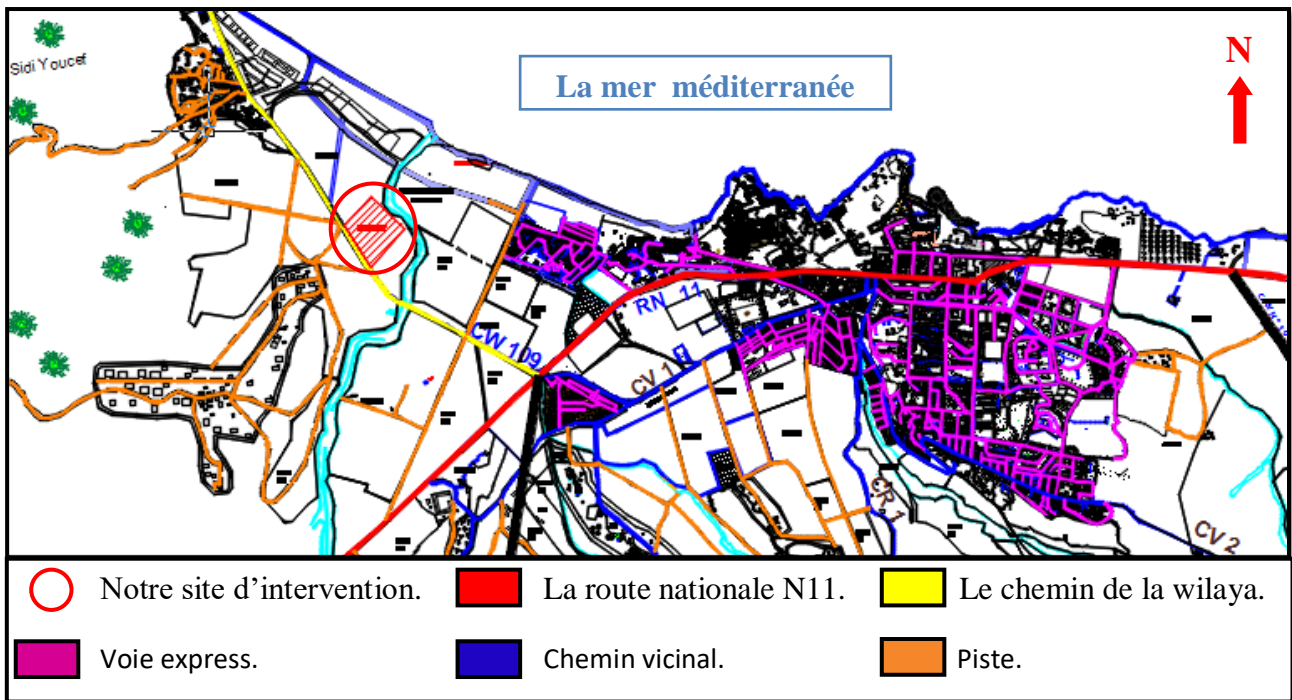 Sidi Youcef
La mer méditerranée
N
RN 11
CW 109
CV 1
CR 1
CV 2
Notre site d'intervention.
La route nationale N11.
Le chemin de la wilaya.
Voie express.
Chemin vicinal.
Piste.